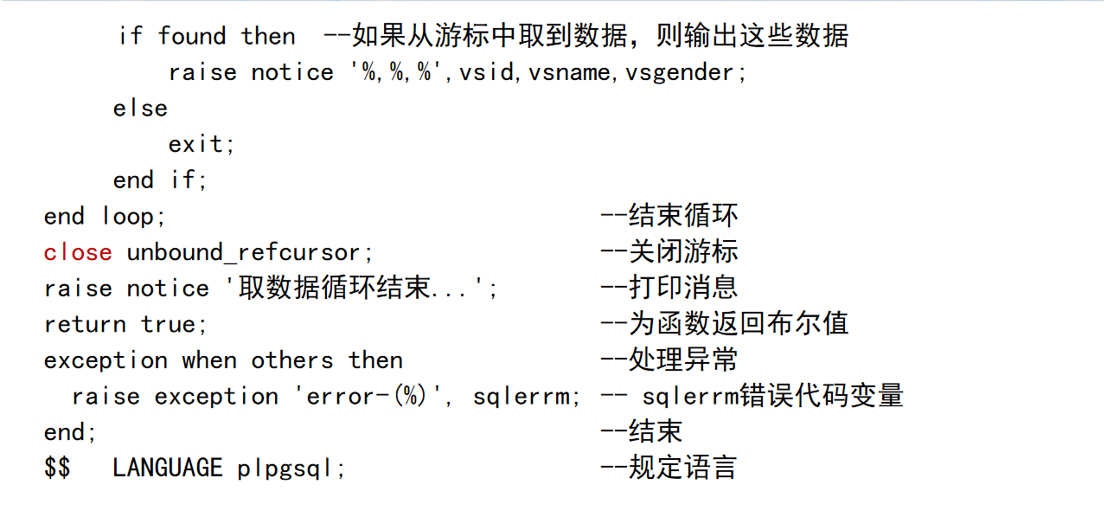 if found then  --如果从游标中取到数据，则输出这些数据
raise notice '%,%,%',vsid,vsname,vsgender;
else
exit;
end if;
end loop;  --结束循环
close unbound_refcursor;  --关闭游标
raise notice '取数据循环结束...';  --打印消息
return true;  --为函数返回布尔值
exception when others then  --处理异常
raise exception 'error-(%)', sqlerrm; -- sqlerrm错误代码变量
end;  --结束
$$  LANGUAGE plpgsql;  --规定语言